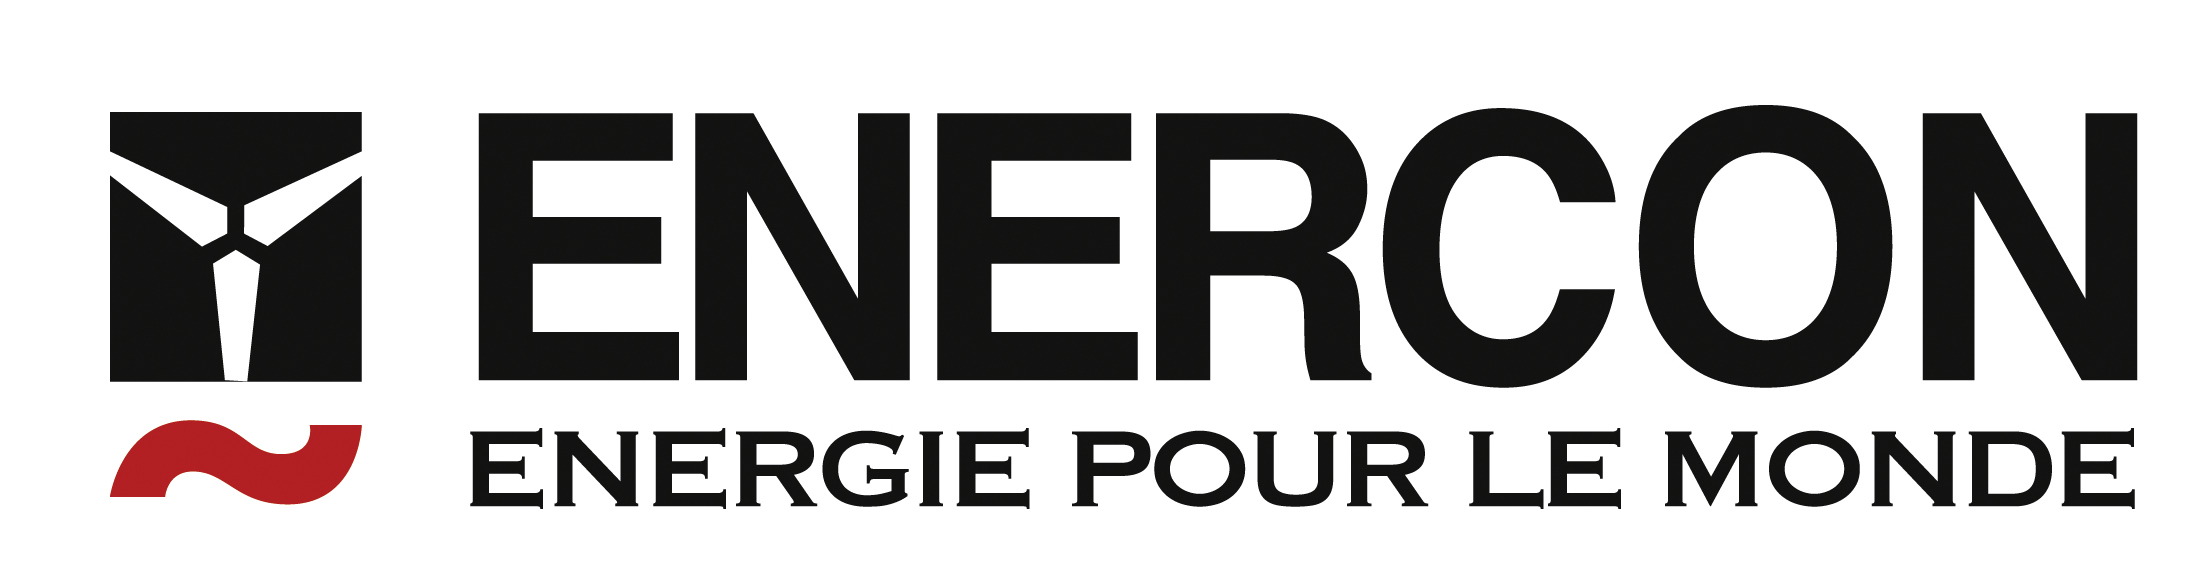 ENERCON
ENERGIE POUR LE MONDE